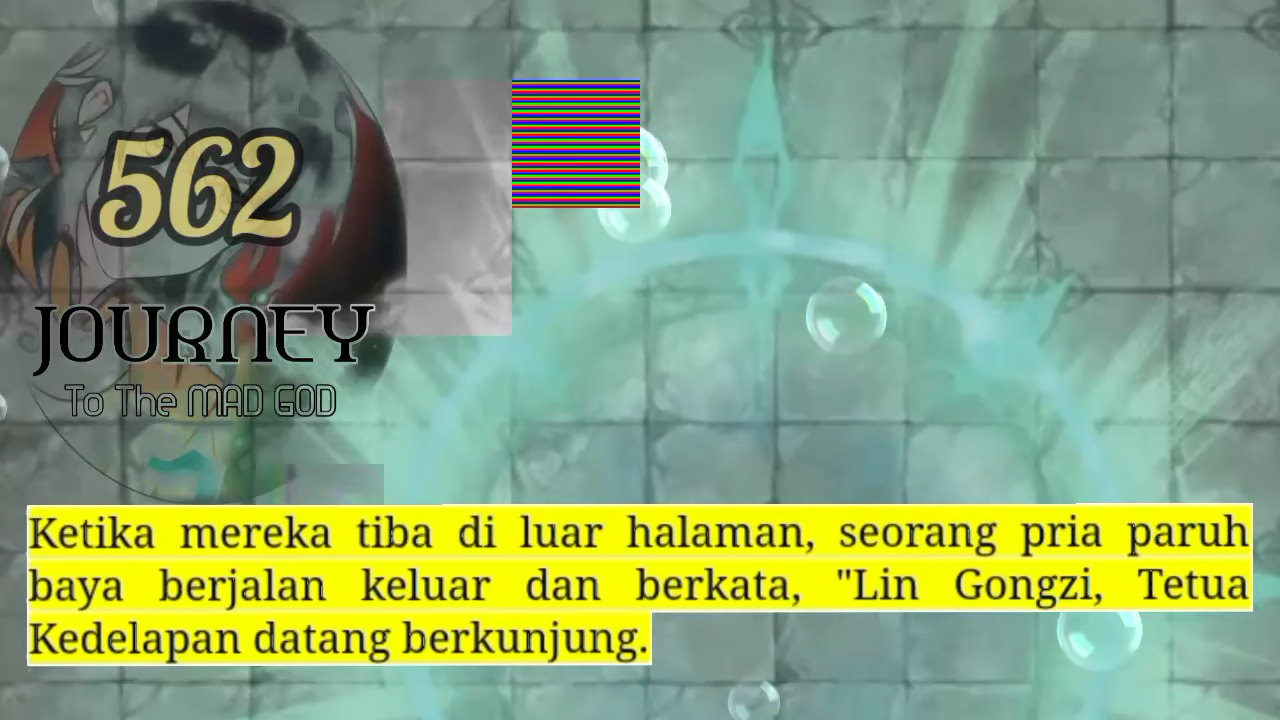 562
JOURNEY
To The MAD GOD
Ketika mereka tiba di luar halaman, seorang pria paruh
baya berjalan keluar dan berkata, "Lin Gongzi, Tetua
Kedelapan datang berkunjung.